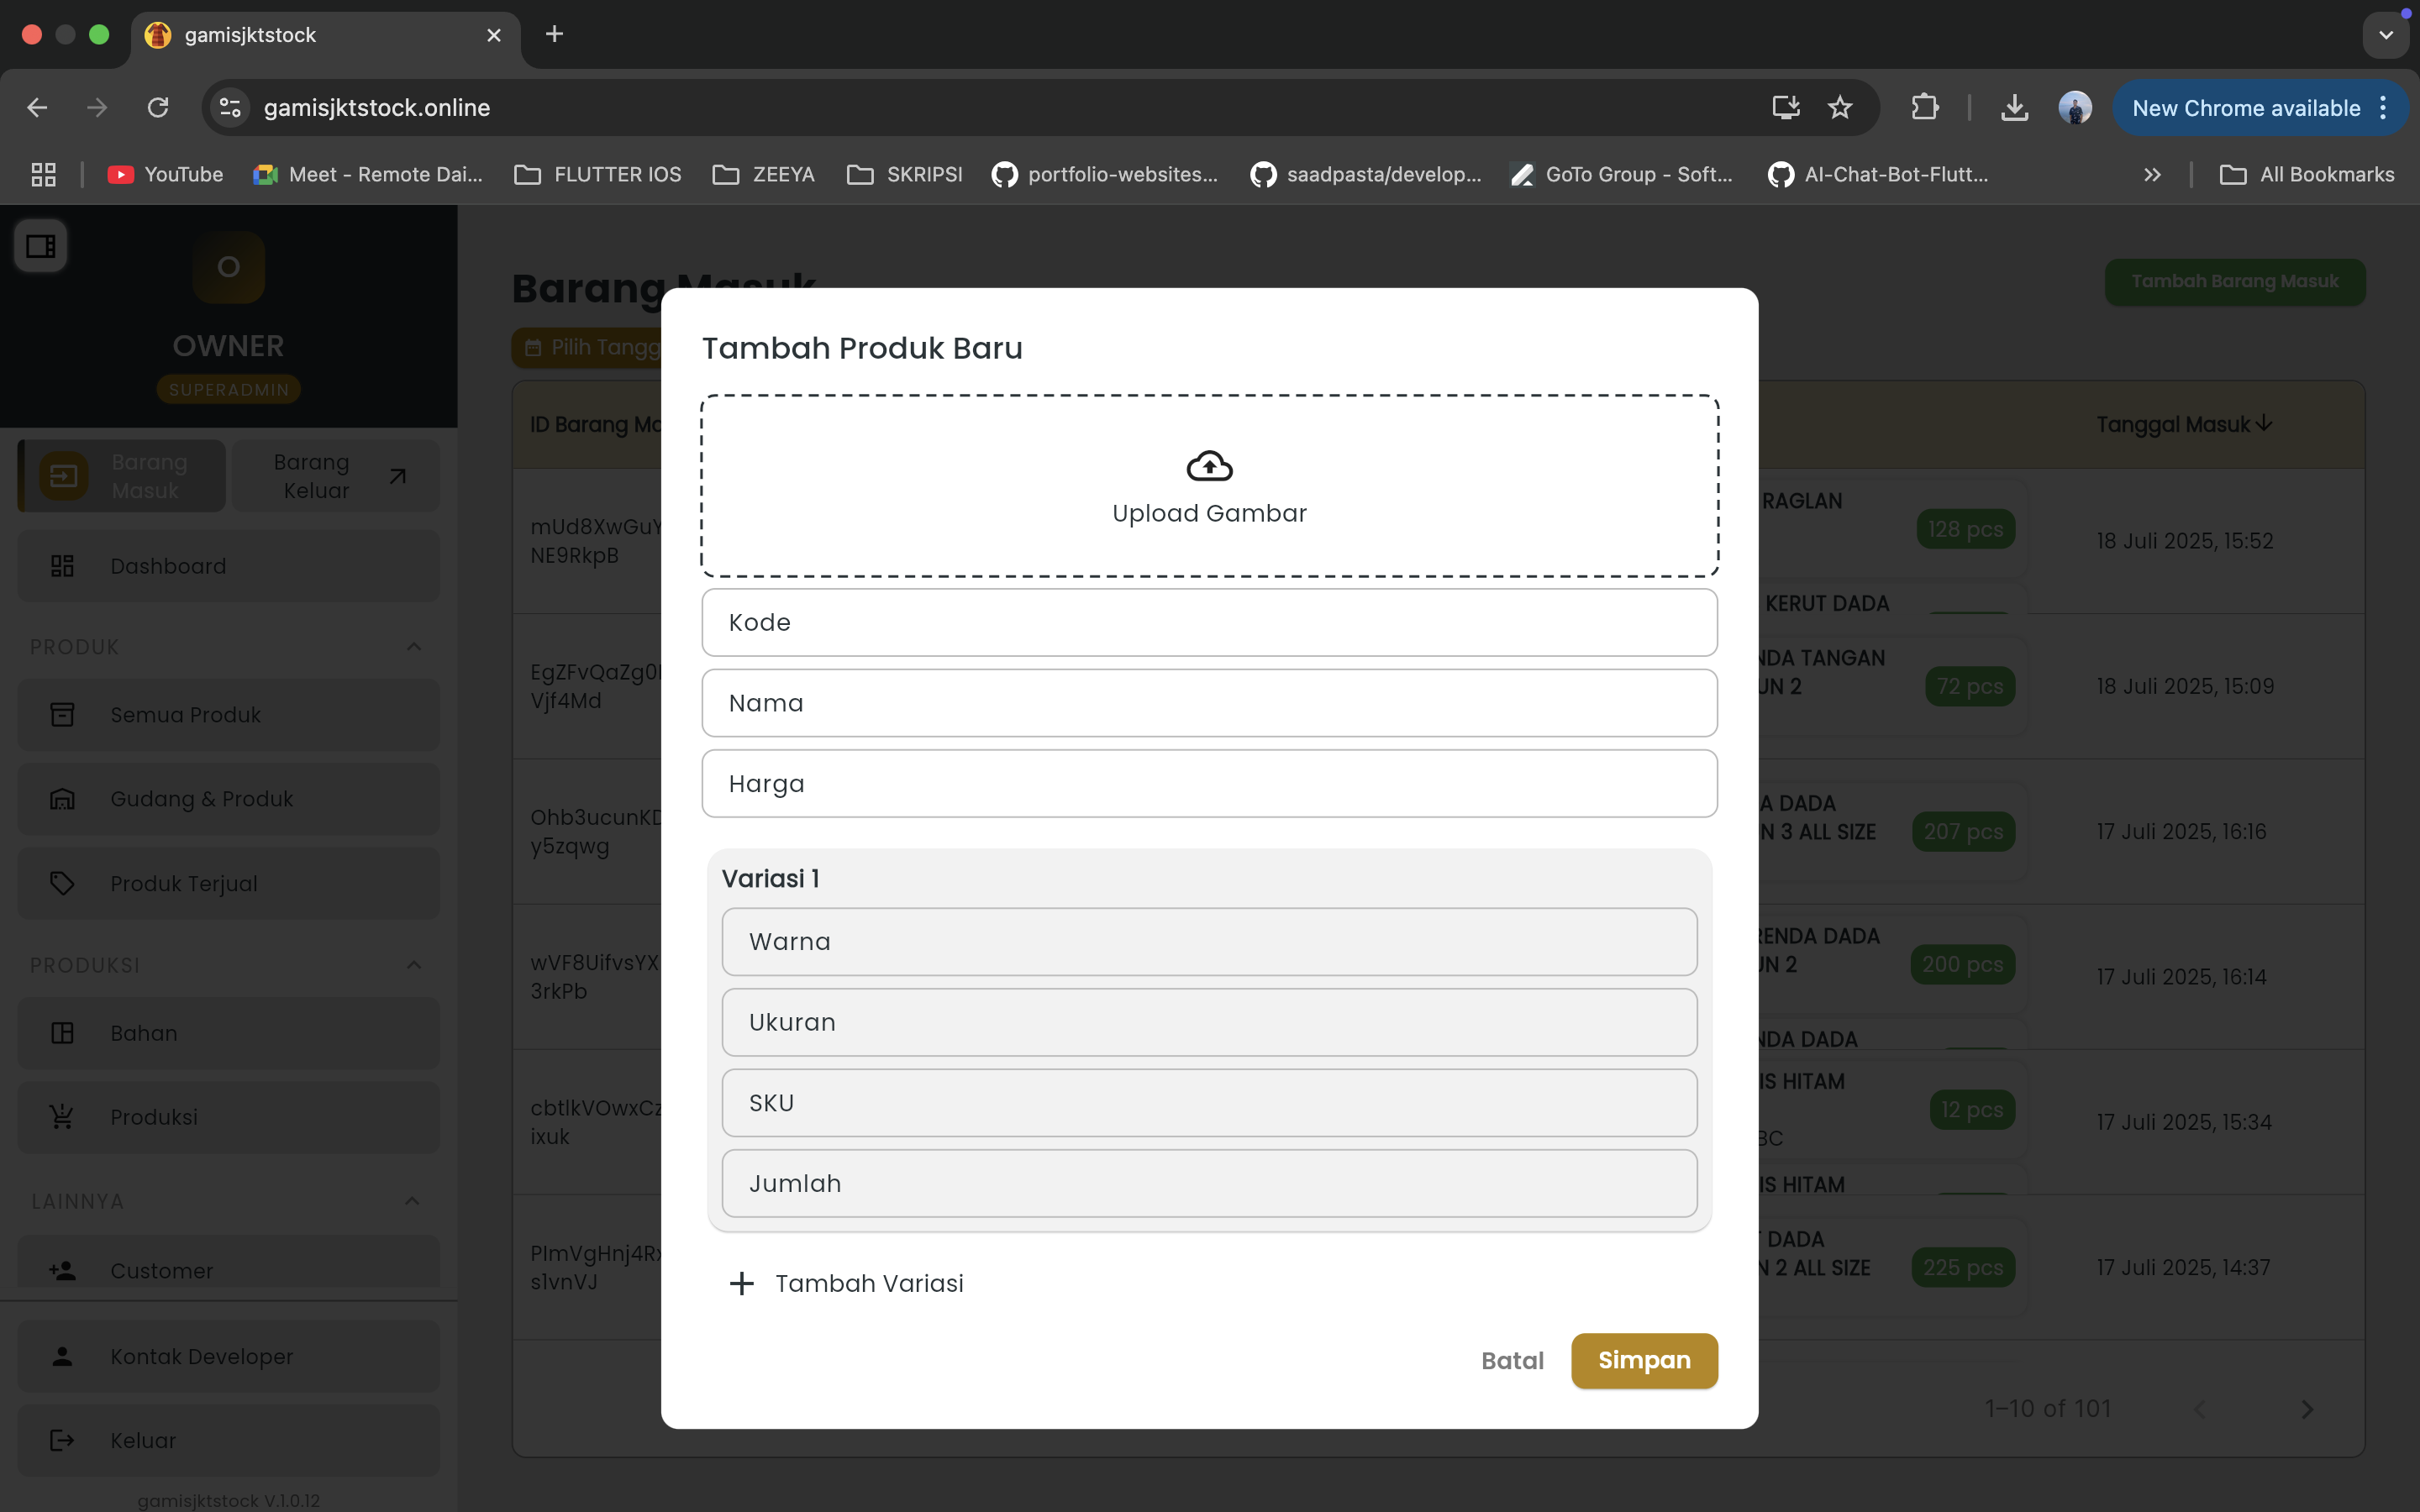 gamisjktstock
gamisjktstock.online
New Chrome available
YouTube
Meet - Remote Dai...
FLUTTER IOS
ZEEYA
SKRIPSI
portfolio-websites...
saadpasta/develop...
GoTo Group - Soft...
AI-Chat-Bot-Flutt...
All Bookmarks
O
OWNER
SUPERADMIN
Barang Masuk
Barang Keluar
Dashboard
PRODUK
Semua Produk
Gudang & Produk
Produk Terjual
PRODUKSI
Bahan
Produksi
LAINNYA
Customer
Kontak Developer
Keluar
gamisjktstock V.1.0.12
Barang Masuk
Tambah Barang Masuk
Pilih Tangg
ID Barang Ma
Tanggal Masuk
mUd8XwGuY
NE9RkpB
RAGLAN
128 pcs
18 Juli 2025, 15:52
KERUT DADA
EgZFvQaZg0
Vjf4Md
NDA TANGAN
UN 2
72 pcs
18 Juli 2025, 15:09
Ohb3ucunKD
y5zqwg
A DADA
N 3 ALL SIZE
207 pcs
17 Juli 2025, 16:16
wVF8UifvsYX
3rkPb
RENDA DADA
UN 2
200 pcs
17 Juli 2025, 16:14
NDA DADA
cbtlkVOwxCz
ixuk
IS HITAM
12 pcs
BC
17 Juli 2025, 15:34
IS HITAM
PImVgHnj4Rx
s1vnVJ
DADA
N 2 ALL SIZE
225 pcs
17 Juli 2025, 14:37
1–10 of 101
Tambah Produk Baru
Upload Gambar
Kode
Nama
Harga
Variasi 1
Warna
Ukuran
SKU
Jumlah
Tambah Variasi
Batal
Simpan